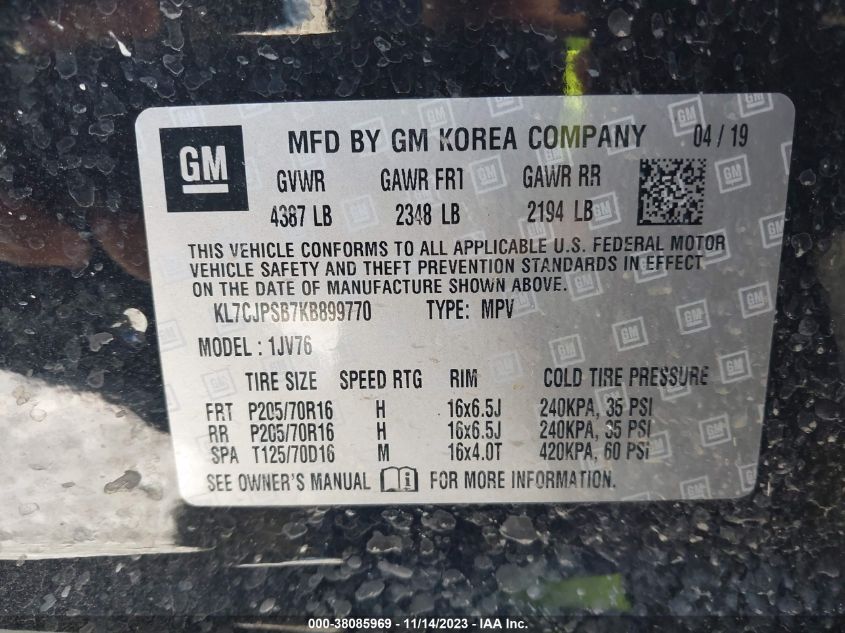 GM
MFD BY GM KOREA COMPANY 04 / 19
GVWR GAWR FRT GAWR RR
4387 LB 2348 LB 2194 LB
THIS VEHICLE CONFORMS TO ALL APPLICABLE U.S. FEDERAL MOTOR
VEHICLE SAFETY AND THEFT PREVENTION STANDARDS IN EFFECT
ON THE DATE OF MANUFACTURE SHOWN ABOVE.
KL7CJPSB7KB899770 TYPE: MPV
MODEL : 1JV76
TIRE SIZE SPEED RTG RIM COLD TIRE PRESSURE
FRT P205/70R16 H 16x6.5J 240KPA, 35 PSI
RR P205/70R16 H 16x6.5J 240KPA, 35 PSI
SPA T125/70D16 M 16x4.0T 420KPA, 60 PSI
SEE OWNER'S MANUAL FOR MORE INFORMATION.
000-38085969 - 11/14/2023 - IAA Inc.